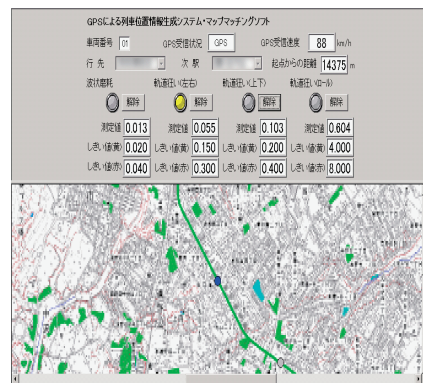 GPSによる列車位置情報生成システム・マップマッチングソフト
車両番号 01 GPS受信状況 GPS GPS受信速度 88 km/h
行 先 次 駅 起点からの距離 14375 m
波状磨耗 軌道狂い(左右) 軌道狂い(上下) 軌道狂い(ロール)
解除 解除 解除 解除
測定値 0.013 測定値 0.055 測定値 0.103 測定値 0.604
しきい値(黄) 0.020 しきい値(黄) 0.150 しきい値(黄) 0.200 しきい値(黄) 4.000
しきい値(赤) 0.040 しきい値(赤) 0.300 しきい値(赤) 0.400 しきい値(赤) 8.000